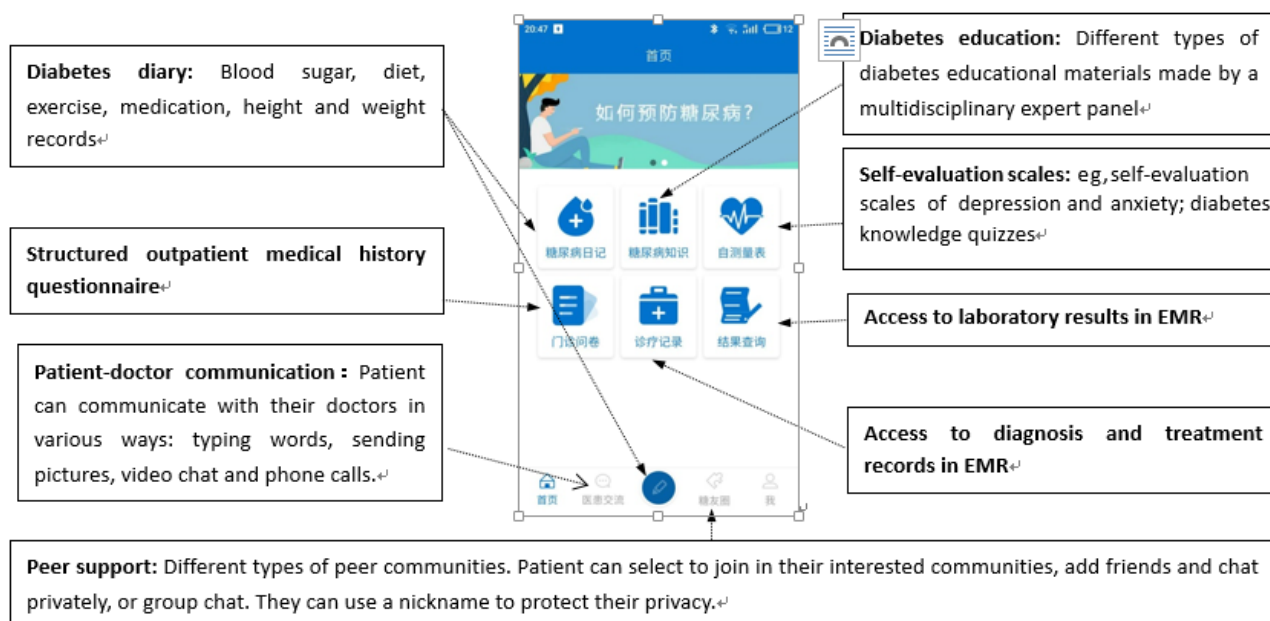 Diabetes diary: Blood sugar, diet,
exercise, medication, height and weight
records↵
Structured outpatient medical history
questionnaire↵
Patient-doctor communication： Patient
can communicate with their doctors in
various ways: typing words, sending
pictures, video chat and phone calls.↵
20:47
12
首页
如何预防糖尿病?
糖尿病日记 糖尿病知识 自测量表
门诊问卷 诊疗记录 结果查询
首页 医患交流 糖友圈 我
↵
Diabetes education: Different types of
diabetes educational materials made by a
multidisciplinary expert panel↵
Self-evaluation scales: eg,self-evaluation
scales of depression and anxiety; diabetes
knowledge quizzes↵
Access to laboratory results in EMR↵
Access to diagnosis and treatment
records in EMR↵
Peer support: Different types of peer communities. Patient can select to join in their interested communities, add friends and chat
privately, or group chat. They can use a nickname to protect their privacy.↵